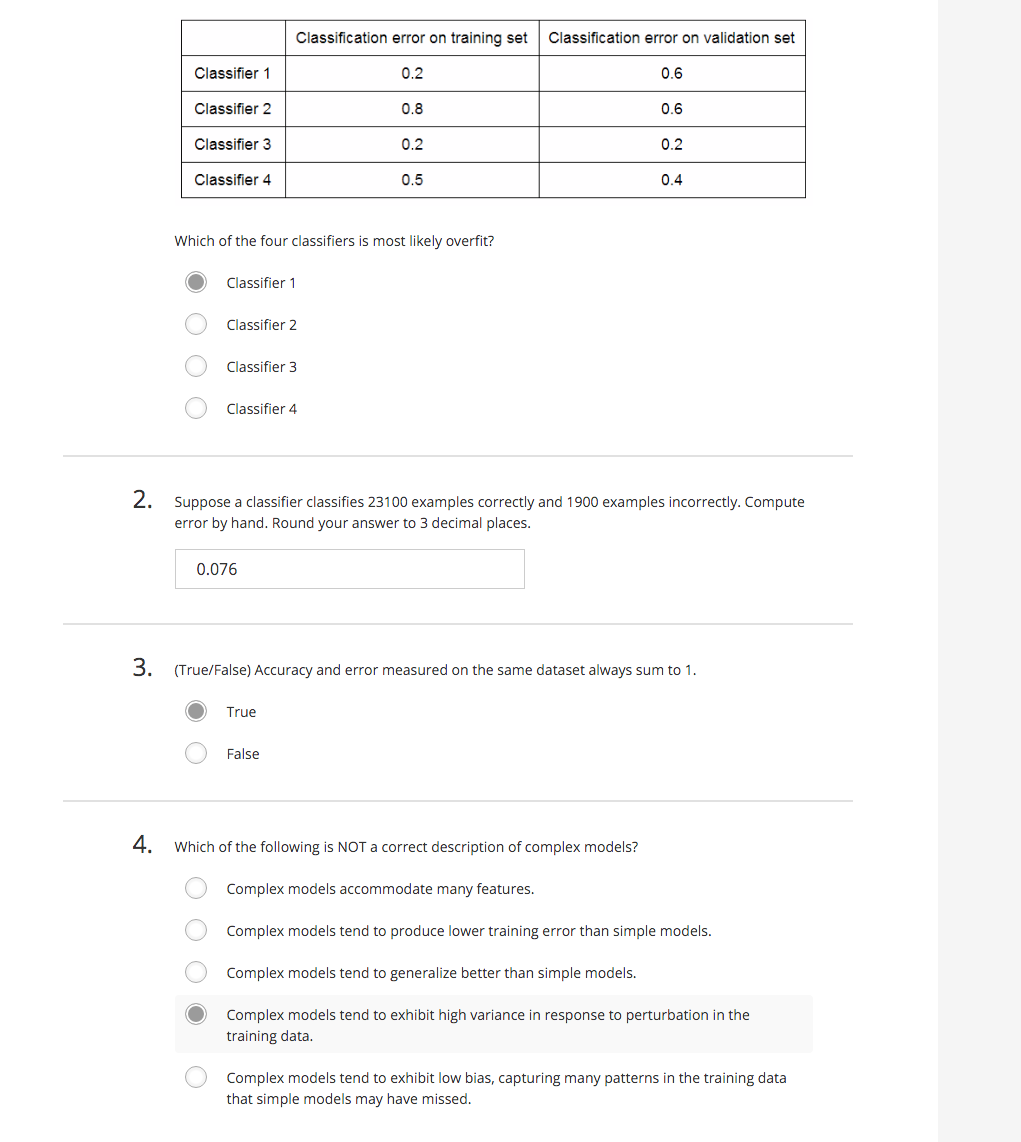 Classification error on training set Classification error on validation set
Classifier 1 0.2 0.6
Classifier 2 0.8 0.6
Classifier 3 0.2 0.2
Classifier 4 0.5 0.4
Which of the four classifiers is most likely overfit?
Classifier 1
Classifier 2
Classifier 3
Classifier 4
2. Suppose a classifier classifies 23100 examples correctly and 1900 examples incorrectly. Compute
error by hand. Round your answer to 3 decimal places.
0.076
3. (True/False) Accuracy and error measured on the same dataset always sum to 1.
True
False
4. Which of the following is NOT a correct description of complex models?
Complex models accommodate many features.
Complex models tend to produce lower training error than simple models.
Complex models tend to generalize better than simple models.
Complex models tend to exhibit high variance in response to perturbation in the
training data.
Complex models tend to exhibit low bias, capturing many patterns in the training data
that simple models may have missed.